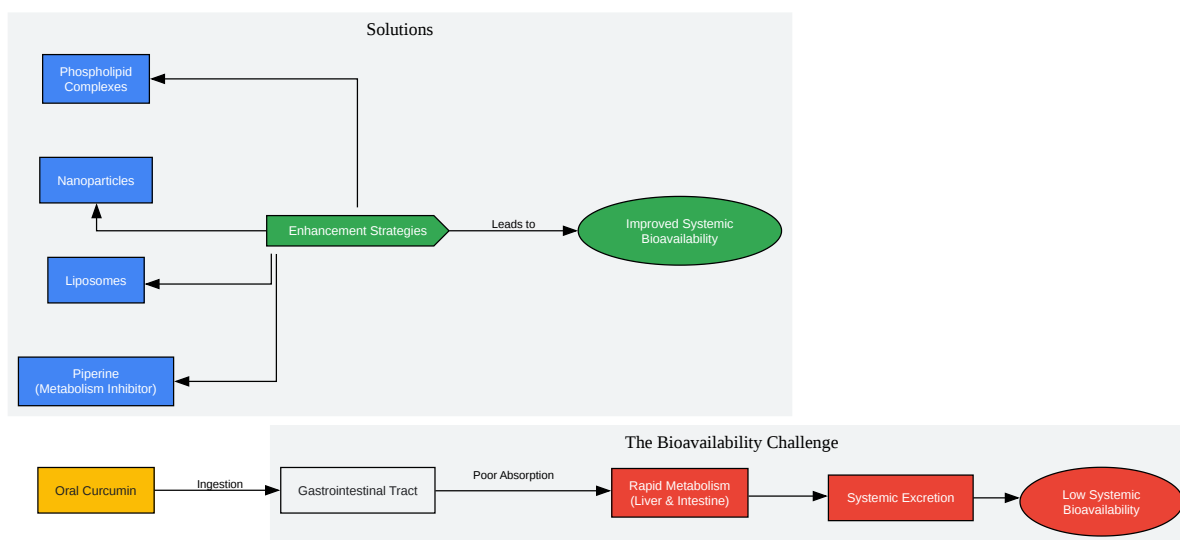 Solutions
Phospholipid
Complexes
Nanoparticles
Enhancement Strategies
Leads to
Improved Systemic
Bioavailability
Liposomes
Piperine
(Metabolism Inhibitor)
The Bioavailability Challenge
Oral Curcumin
Ingestion
Gastrointestinal Tract
Poor Absorption
Rapid Metabolism
(Liver & Intestine)
Systemic Excretion
Low Systemic
Bioavailability